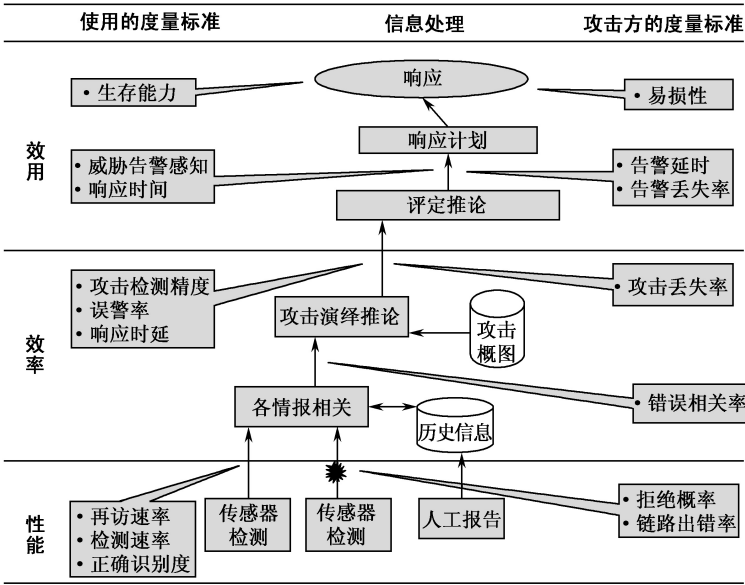 使用的度量标准
信息处理
攻击方的度量标准
效用
• 生存能力
响应
• 易损性
响应计划
• 威胁告警感知
• 响应时间
• 告警延时
• 告警丢失率
评定推论
效率
• 攻击检测精度
• 误警率
• 响应时延
• 攻击丢失率
攻击演绎推论
攻击
概图
• 错误相关率
各情报相关
历史信息
性能
• 再访速率
• 检测速率
• 正确识别度
传感器
检测
传感器
检测
人工报告
• 拒绝概率
• 链路出错率